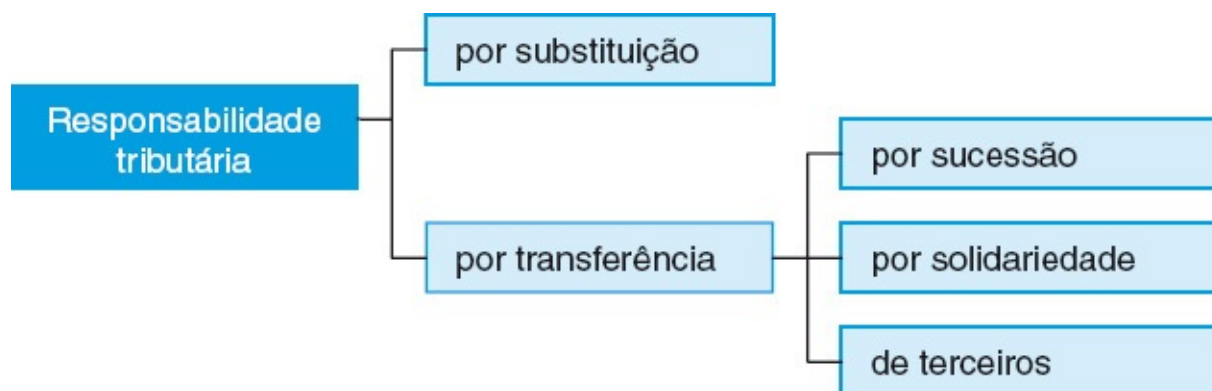 por substituição
Responsabilidade
tributária
por sucessão
por transferência
por solidariedade
de terceiros